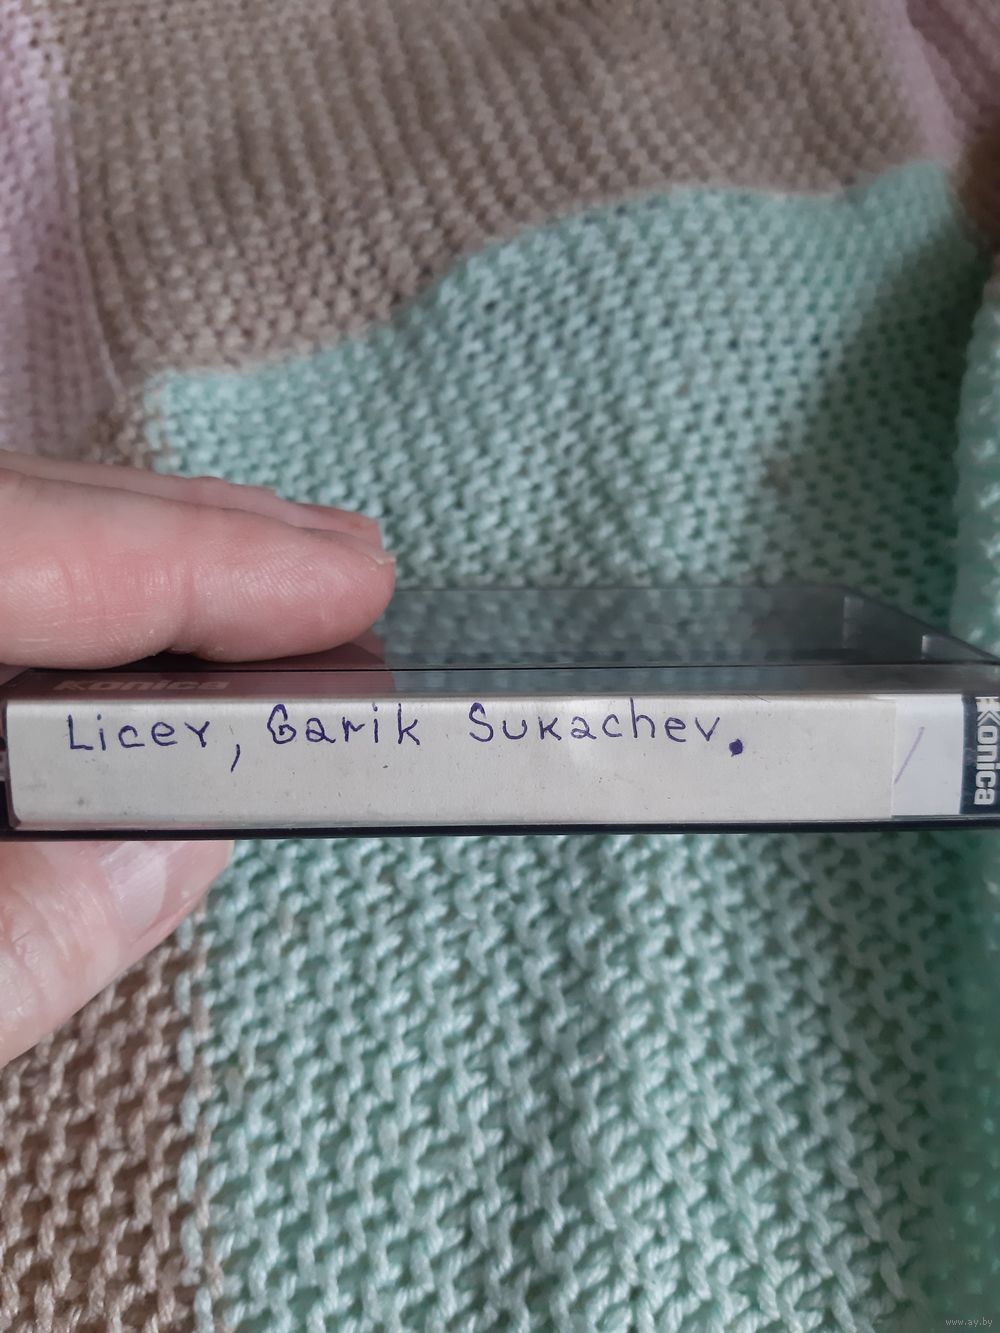 Konica
Licey, Garik Sukachev.
/
Konica
www.ay.by